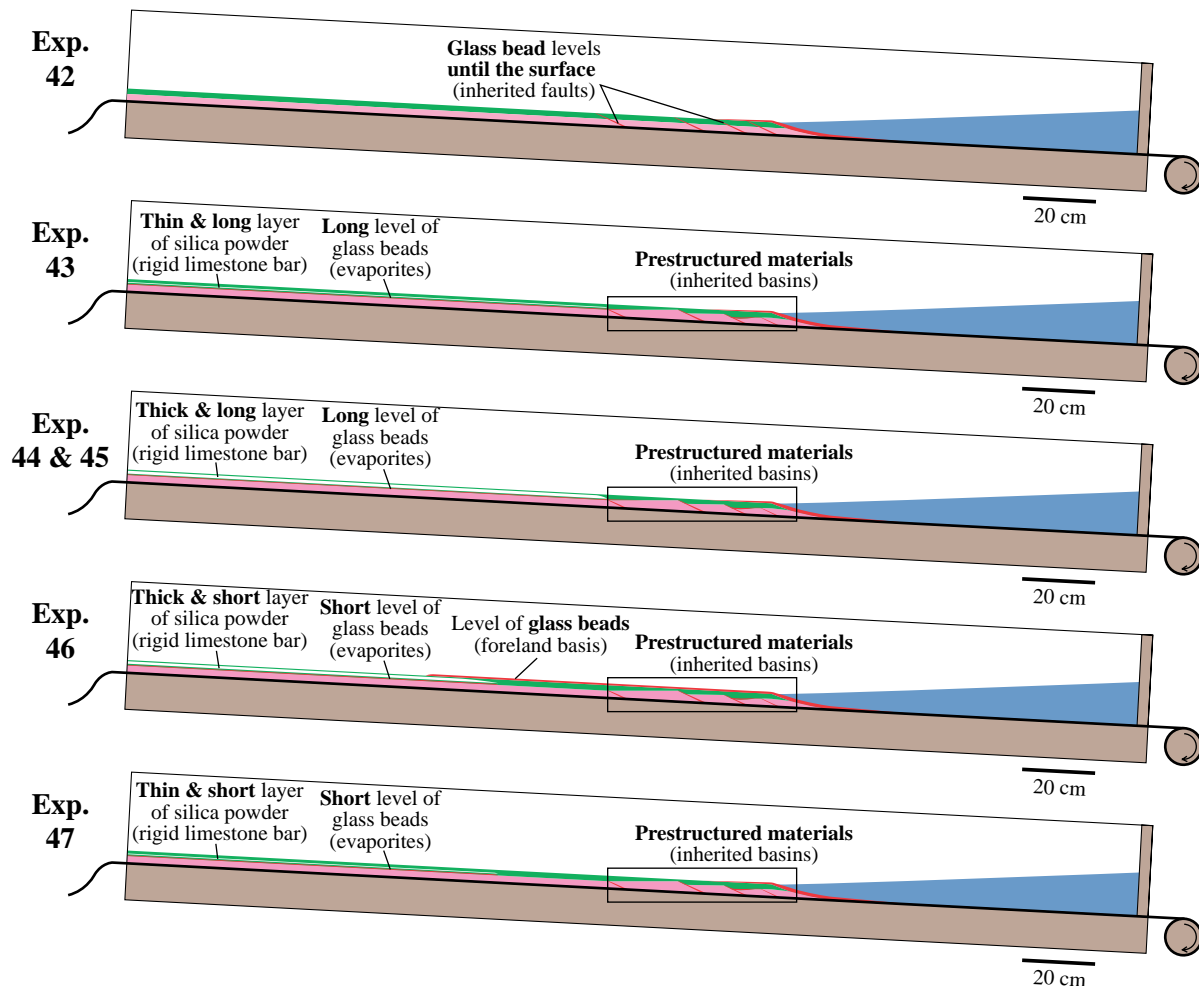 Exp.
42
Glass bead levels
until the surface
(inherited faults)
20 cm
Exp.
43
Thin & long layer
of silica powder
(rigid limestone bar)
Long level of
glass beads
(evaporites)
Prestructured materials
(inherited basins)
20 cm
Exp.
44 & 45
Thick & long layer
of silica powder
(rigid limestone bar)
Long level of
glass beads
(evaporites)
Prestructured materials
(inherited basins)
20 cm
Exp.
46
Thick & short layer
of silica powder
(rigid limestone bar)
Short level of
glass beads
(evaporites)
Level of glass beads
(foreland basis)
Prestructured materials
(inherited basins)
20 cm
Exp.
47
Thin & short layer
of silica powder
(rigid limestone bar)
Short level of
glass beads
(evaporites)
Prestructured materials
(inherited basins)
20 cm